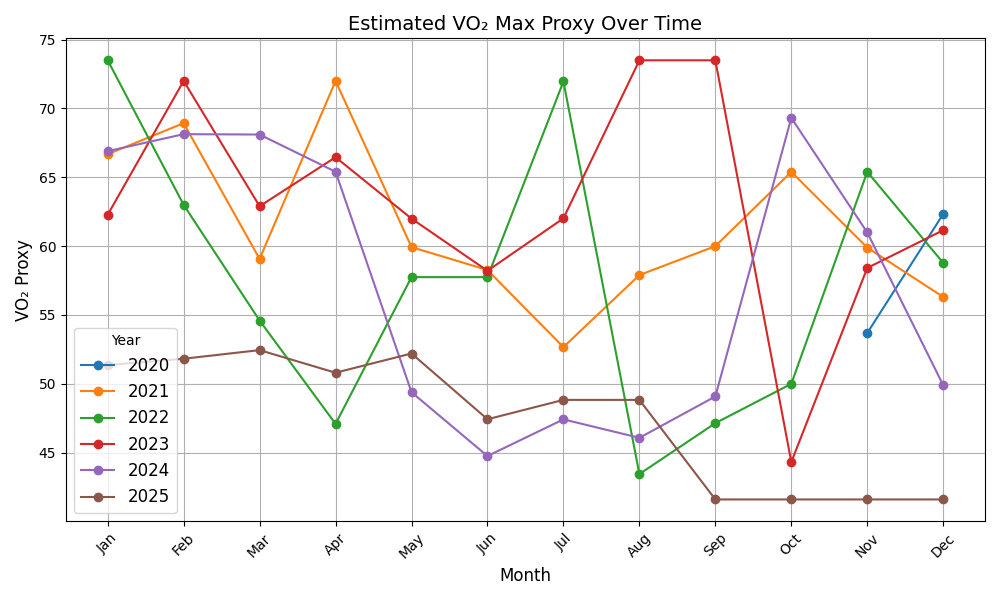 Estimated VO₂ Max Proxy Over Time
75
70
65
60
55
50
45
VO₂ Proxy
Year
2020
2021
2022
2023
2024
2025
Jan
Feb
Mar
Apr
May
Jun
Jul
Aug
Sep
Oct
Nov
Dec
Month